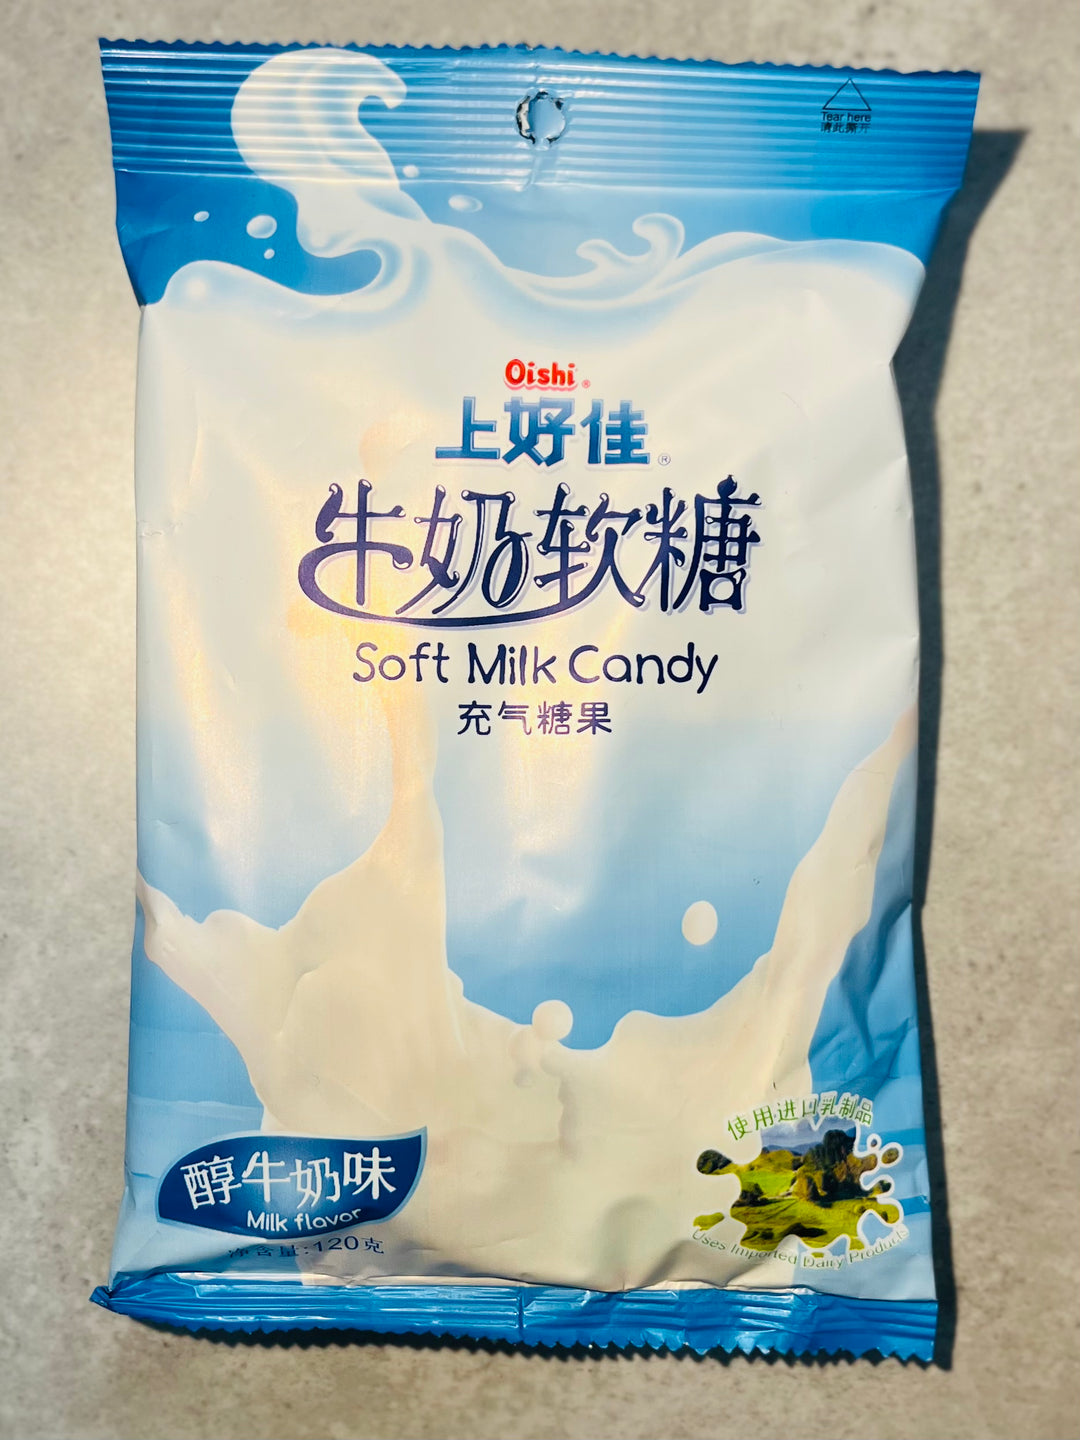 Tear here
请此撕开
Oishi®
上好佳®
牛奶软糖
Soft Milk Candy
充气糖果
使用进口乳制品
Uses Imported Dairy Products
醇牛奶味
Milk flavor
净含量:120克